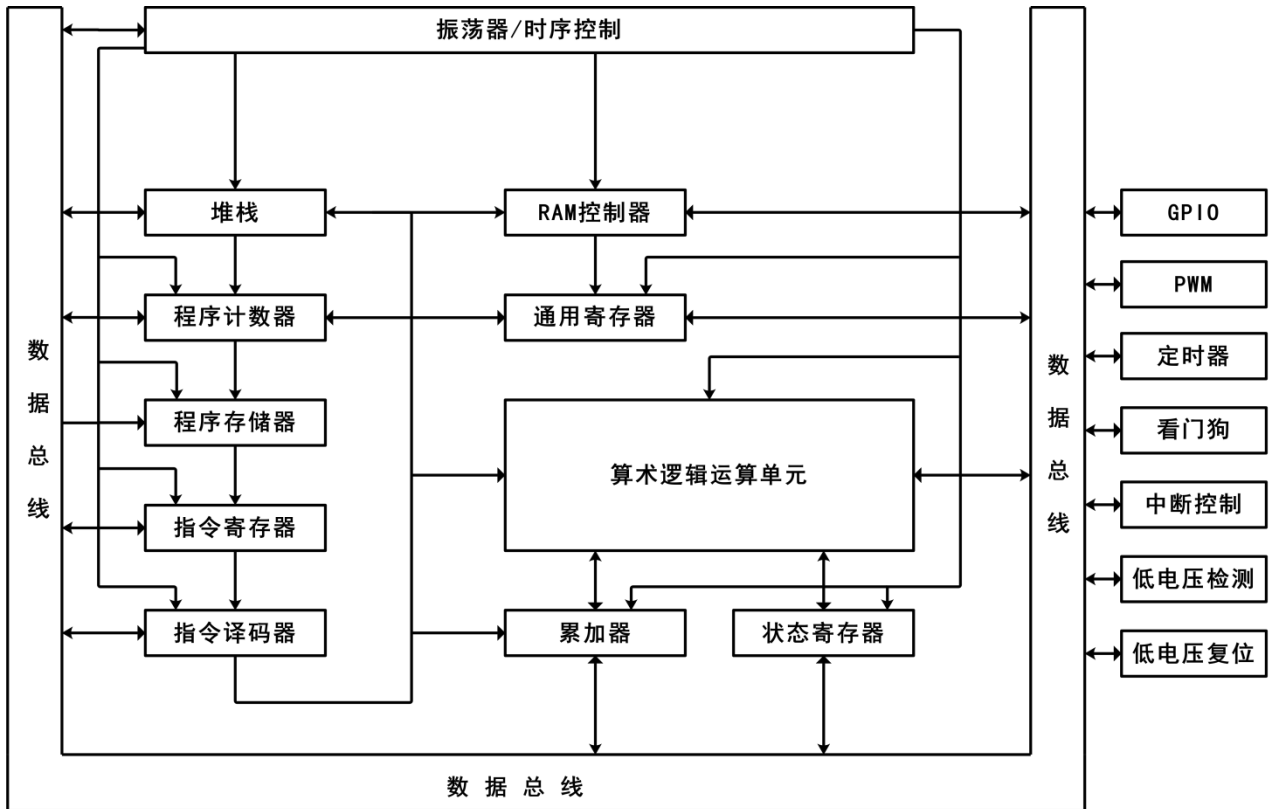 振荡器/时序控制
堆栈
RAM控制器
GPIO
PWM
程序计数器
通用寄存器
定时器
数据总线
数据总线
程序存储器
看门狗
算术逻辑运算单元
中断控制
指令寄存器
低电压检测
指令译码器
累加器
状态寄存器
低电压复位
数据总线